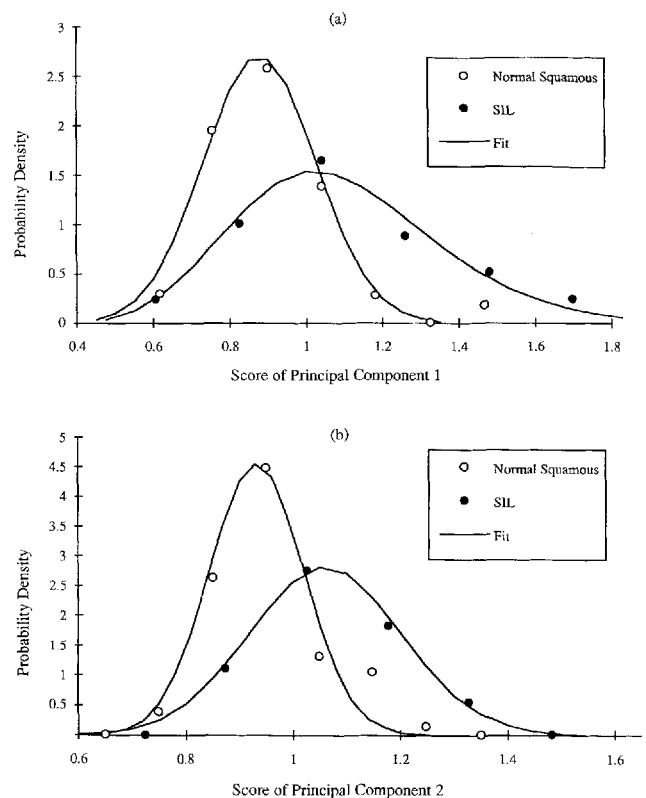 (a)
3
2.5
2
1.5
1
0.5
0
Probability Density
Normal Squamous
SIL
Fit
0.4 0.6 0.8 1 1.2 1.4 1.6 1.8
Score of Principal Component 1
(b)
5
4.5
4
3.5
3
2.5
2
1.5
1
0.5
Probability Density
Normal Squamous
SIL
Fit
0.6 0.8 1 1.2 1.4 1.6
Score of Principal Component 2